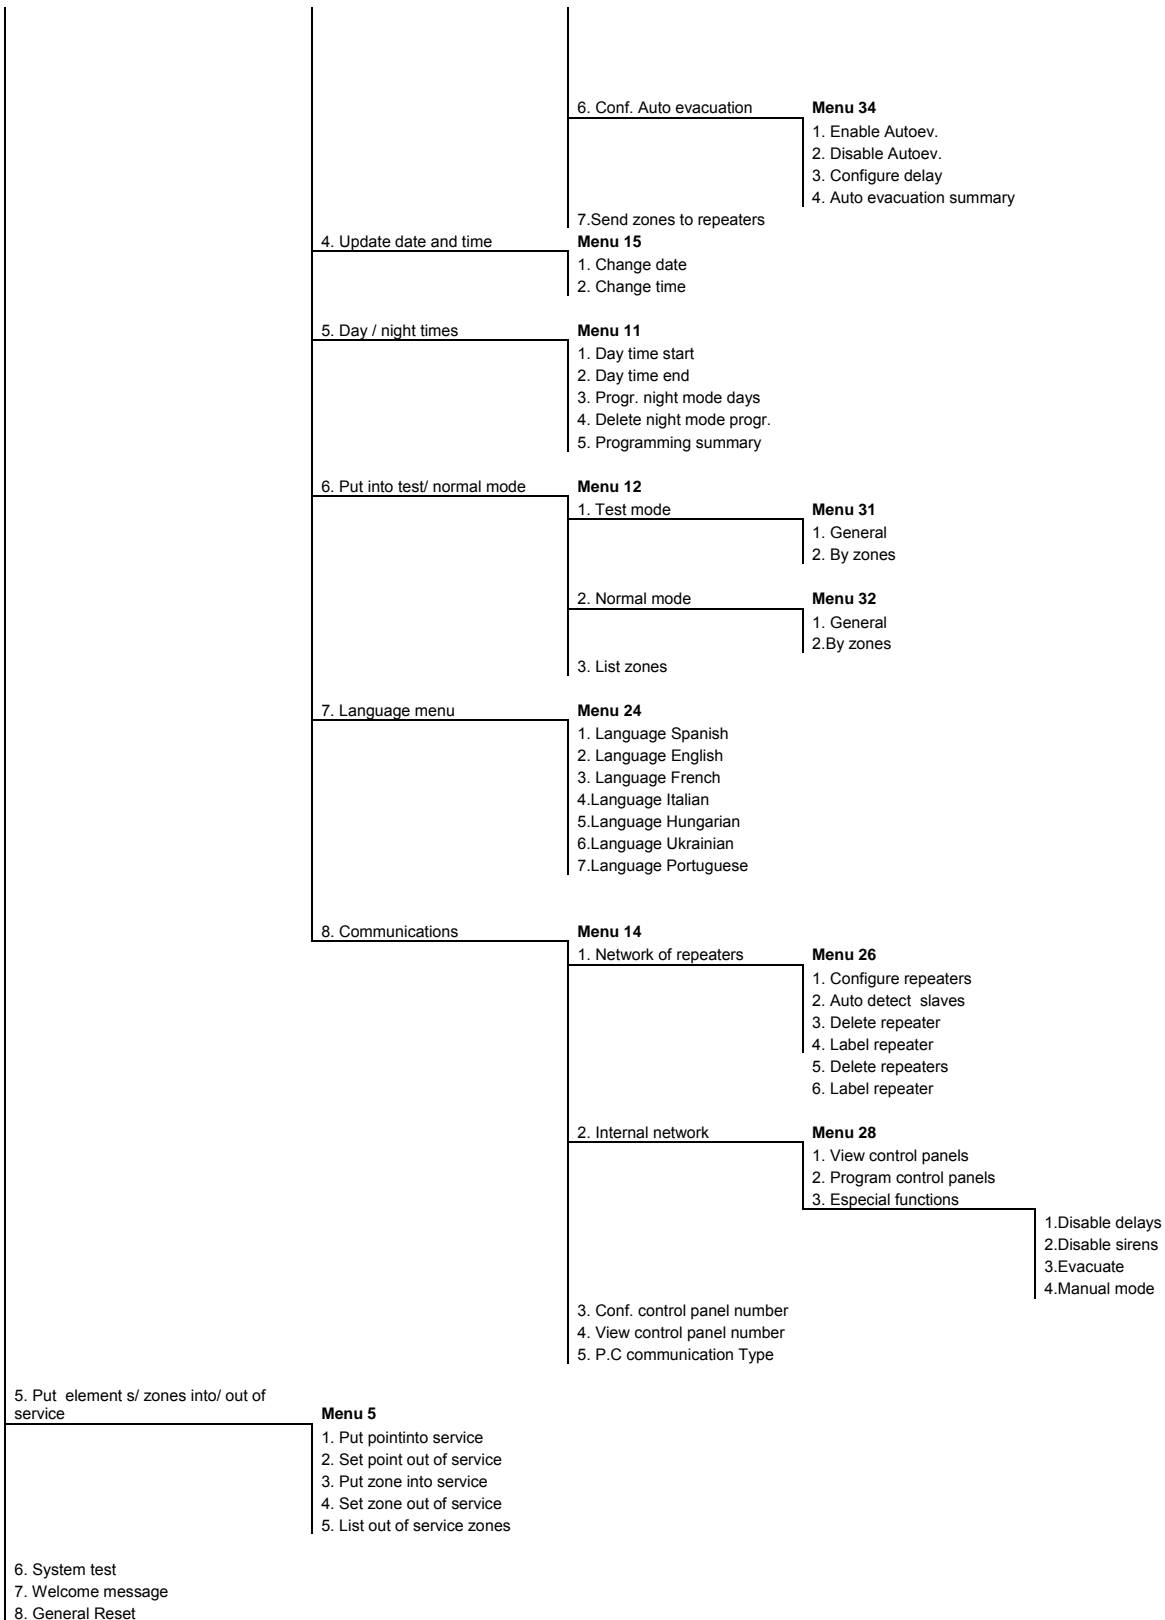 6. Conf. Auto evacuation
Menu 34
1. Enable Autoev.
2. Disable Autoev.
3. Configure delay
4. Auto evacuation summary
7.Send zones to repeaters
4. Update date and time
Menu 15
1. Change date
2. Change time
5. Day / night times
Menu 11
1. Day time start
2. Day time end
3. Progr. night mode days
4. Delete night mode progr.
5. Programming summary
6. Put into test/ normal mode
Menu 12
1. Test mode
Menu 31
1. General
2. By zones
2. Normal mode
Menu 32
1. General
2.By zones
3. List zones
7. Language menu
Menu 24
1. Language Spanish
2. Language English
3. Language French
4.Language Italian
5.Language Hungarian
6.Language Ukrainian
7.Language Portuguese
8. Communications
Menu 14
1. Network of repeaters
Menu 26
1. Configure repeaters
2. Auto detect  slaves
3. Delete repeater
4. Label repeater
5. Delete repeaters
6. Label repeater
2. Internal network
Menu 28
1. View control panels
2. Program control panels
3. Especial functions
1.Disable delays
2.Disable sirens
3.Evacuate
4.Manual mode
3. Conf. control panel number
4. View control panel number
5. P.C communication Type
5. Put  element s/ zones into/ out of
service
Menu 5
1. Put pointinto service
2. Set point out of service
3. Put zone into service
4. Set zone out of service
5. List out of service zones
6. System test
7. Welcome message
8. General Reset